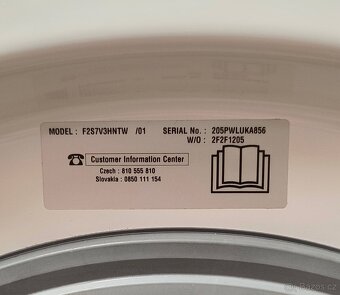 MODEL : F2S7V3HNTW /01 SERIAL No. : 205PWLUKA856
W/O : 2F2F1205
Customer Information Center
Czech : 810 555 810
Slovakia : 0850 111 154